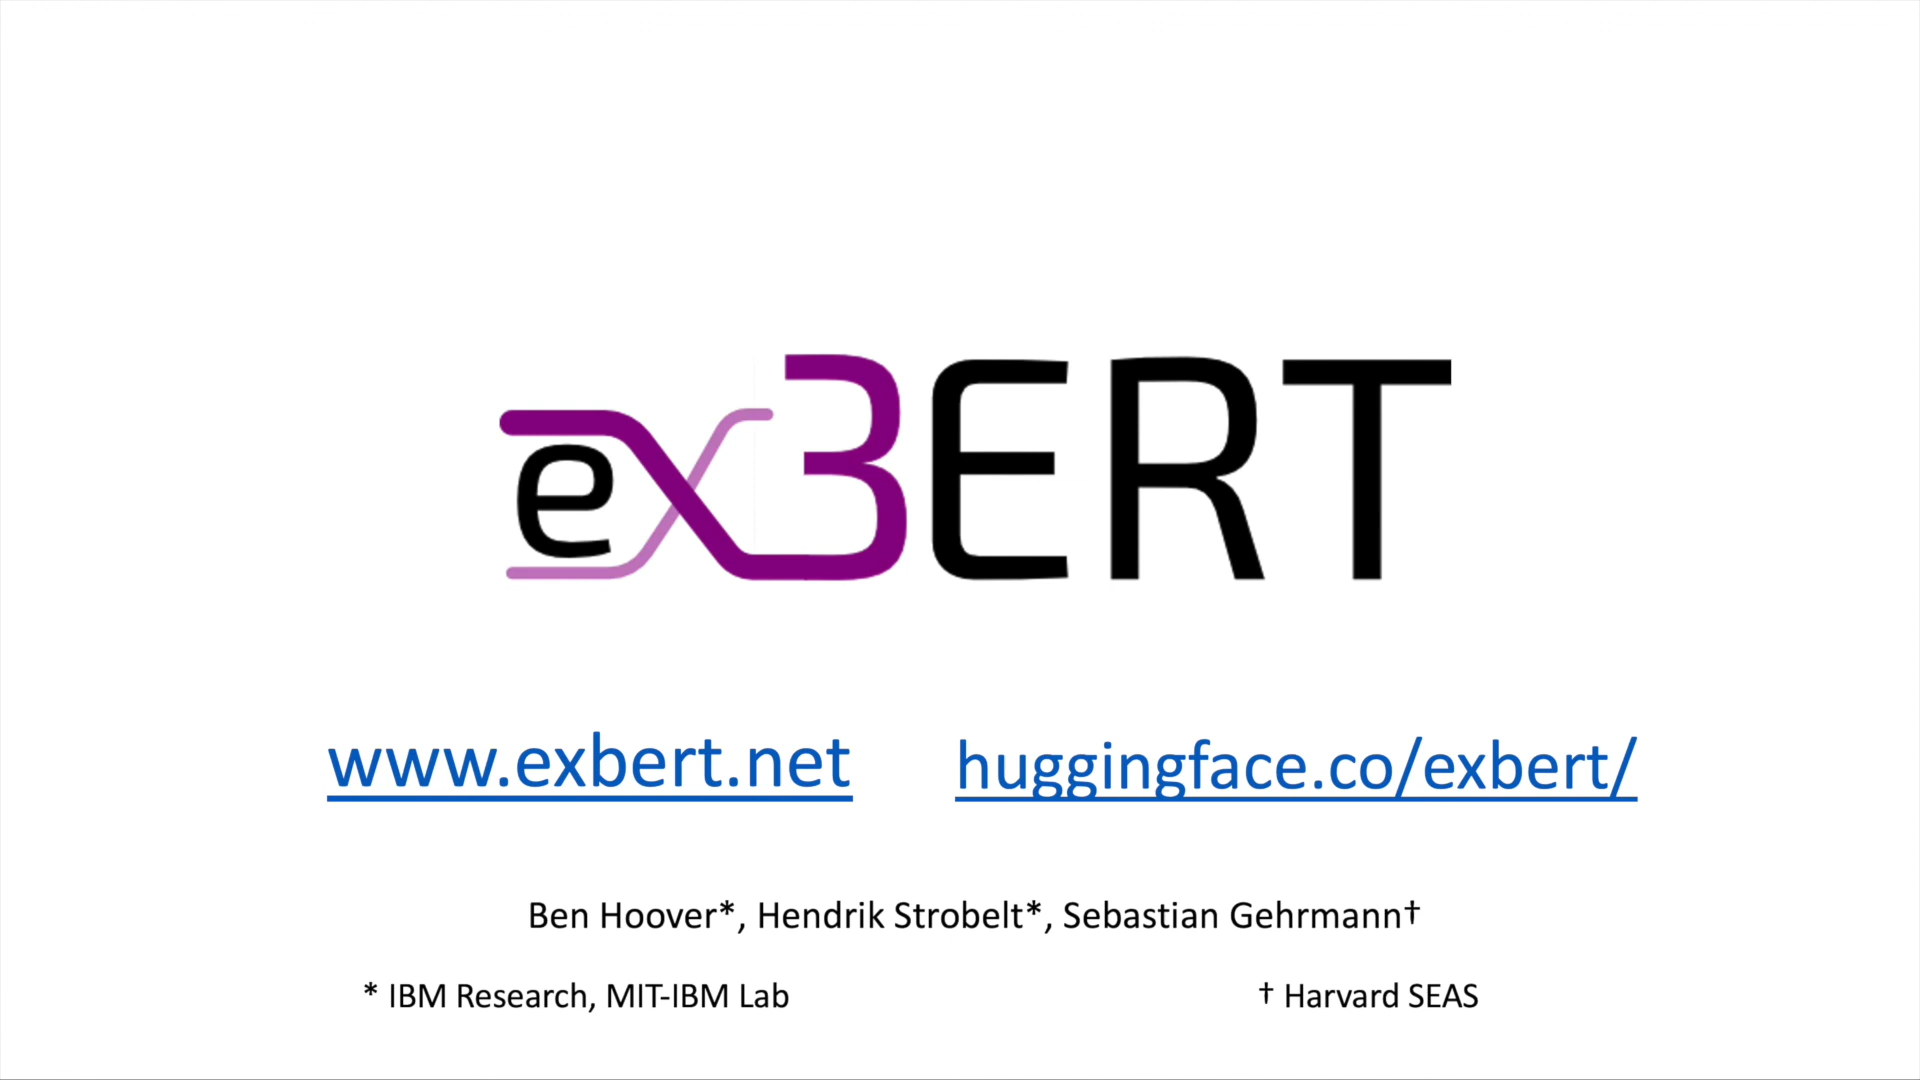 exBERT
www.exbert.net huggingface.co/exbert/
Ben Hoover*, Hendrik Strobelt*, Sebastian Gehrmann†
* IBM Research, MIT-IBM Lab † Harvard SEAS